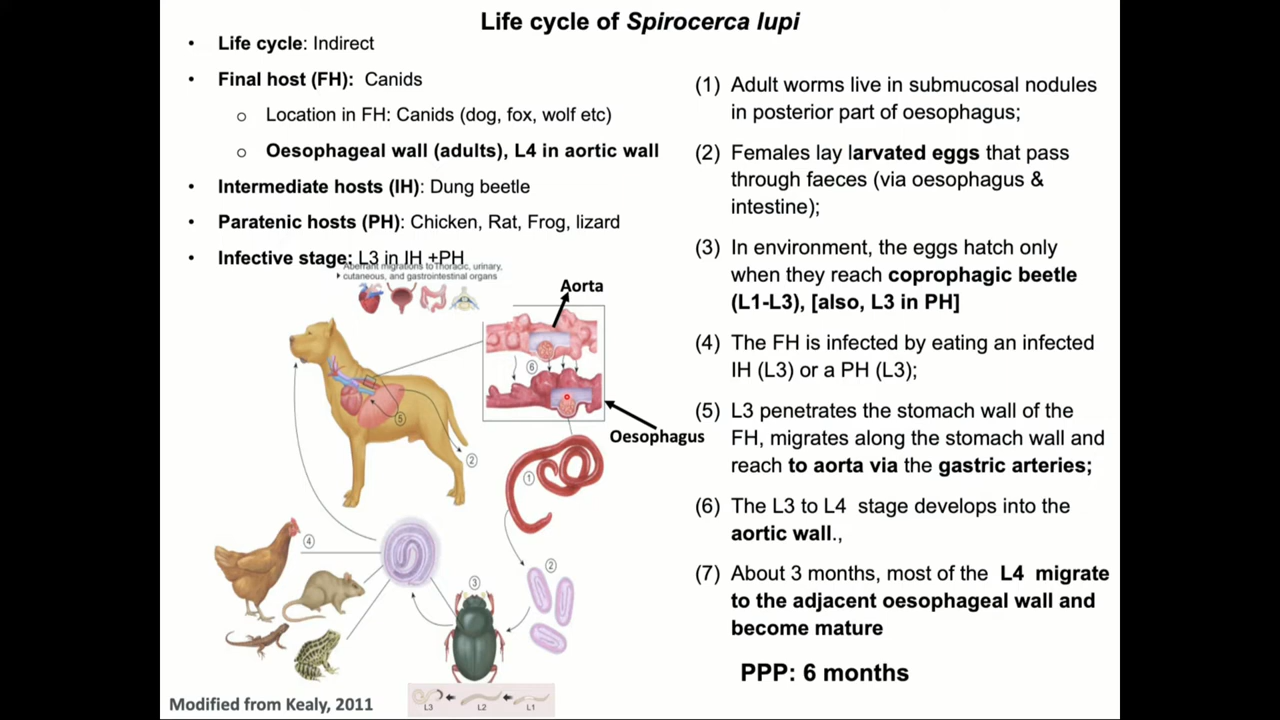 Life cycle of Spirocerca lupi
• Life cycle: Indirect
• Final host (FH): Canids
o Location in FH: Canids (dog, fox, wolf etc)
o Oesophageal wall (adults), L4 in aortic wall
• Intermediate hosts (IH): Dung beetle
• Paratenic hosts (PH): Chicken, Rat, Frog, lizard
• Infective stage: L3 in IH +PH
Aberrant migrations to Thoracic, urinary,
cutaneous, and gastrointestinal organs
Aorta
6
Oesophagus
5
2
1
4
3
2
L3
L2
L1
Modified from Kealy, 2011
(1) Adult worms live in submucosal nodules
in posterior part of oesophagus;
(2) Females lay larvated eggs that pass
through faeces (via oesophagus &
intestine);
(3) In environment, the eggs hatch only
when they reach coprophagic beetle
(L1-L3), [also, L3 in PH]
(4) The FH is infected by eating an infected
IH (L3) or a PH (L3);
(5) L3 penetrates the stomach wall of the
FH, migrates along the stomach wall and
reach to aorta via the gastric arteries;
(6) The L3 to L4 stage develops into the
aortic wall.,
(7) About 3 months, most of the L4 migrate
to the adjacent oesophageal wall and
become mature
PPP: 6 months